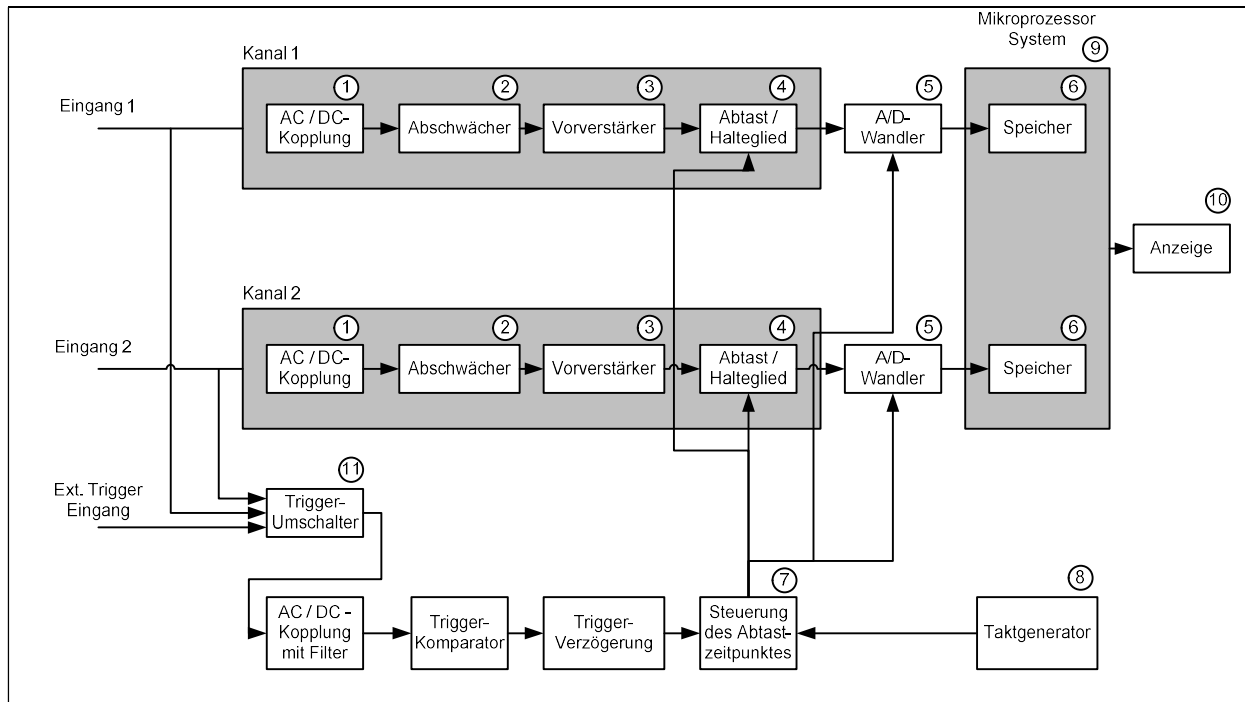 Mikroprozessor
System
⑨
Kanal 1
①
②
③
④
⑤
⑥
Eingang 1
AC / DC-
Kopplung
Abschwächer
Vorverstärker
Abtast /
Halteglied
A/D-
Wandler
Speicher
⑩
Anzeige
Kanal 2
①
②
③
④
⑤
⑥
Eingang 2
AC / DC-
Kopplung
Abschwächer
Vorverstärker
Abtast /
Halteglied
A/D-
Wandler
Speicher
⑪
Ext. Trigger
Eingang
Trigger-
Umschalter
⑦
⑧
AC / DC -
Kopplung
mit Filter
Trigger-
Komparator
Trigger-
Verzögerung
Steuerung
des Abtast-
zeitpunktes
Taktgenerator